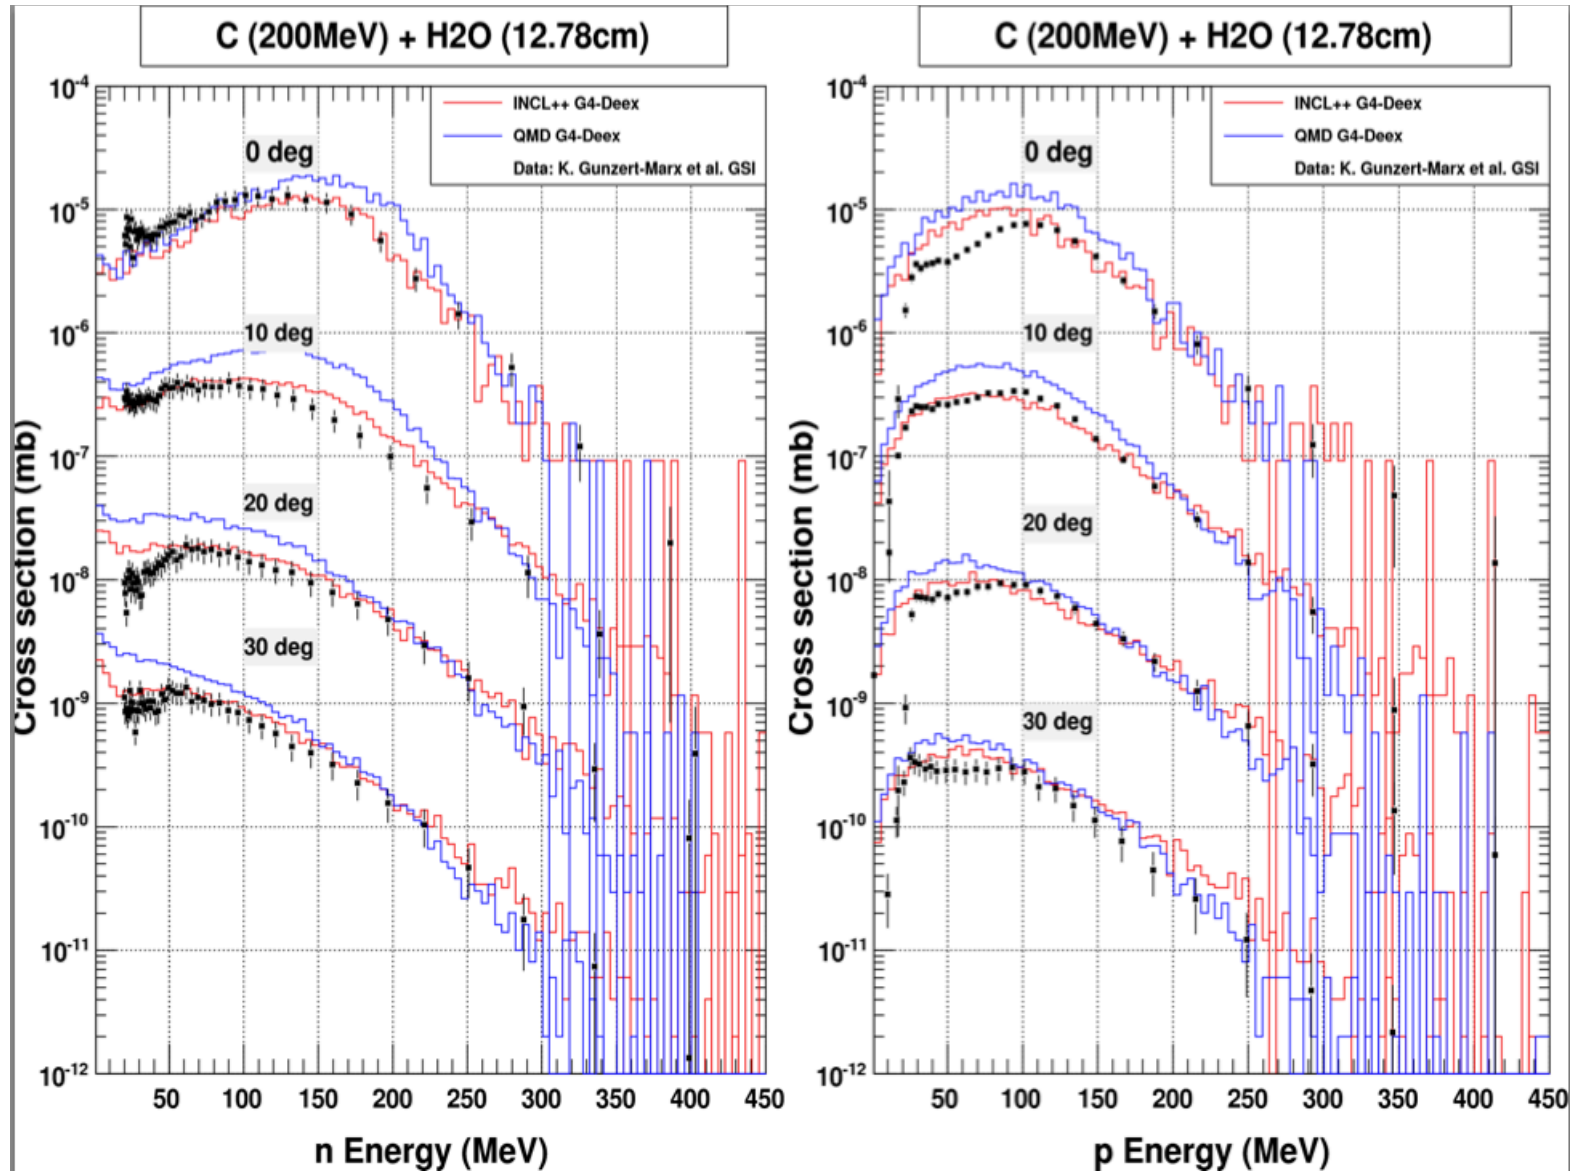 C (200MeV) + H2O (12.78cm)
INCL++ G4-Deex
QMD G4-Deex
Data: K. Gunzert-Marx et al. GSI
0 deg
10 deg
20 deg
30 deg
10-4
10-5
10-6
10-7
10-8
10-9
10-10
10-11
10-12
Cross section (mb)
50 100 150 200 250 300 350 400 450
n Energy (MeV)
C (200MeV) + H2O (12.78cm)
INCL++ G4-Deex
QMD G4-Deex
Data: K. Gunzert-Marx et al. GSI
0 deg
10 deg
20 deg
30 deg
10-4
10-5
10-6
10-7
10-8
10-9
10-10
10-11
10-12
Cross section (mb)
50 100 150 200 250 300 350 400 450
p Energy (MeV)